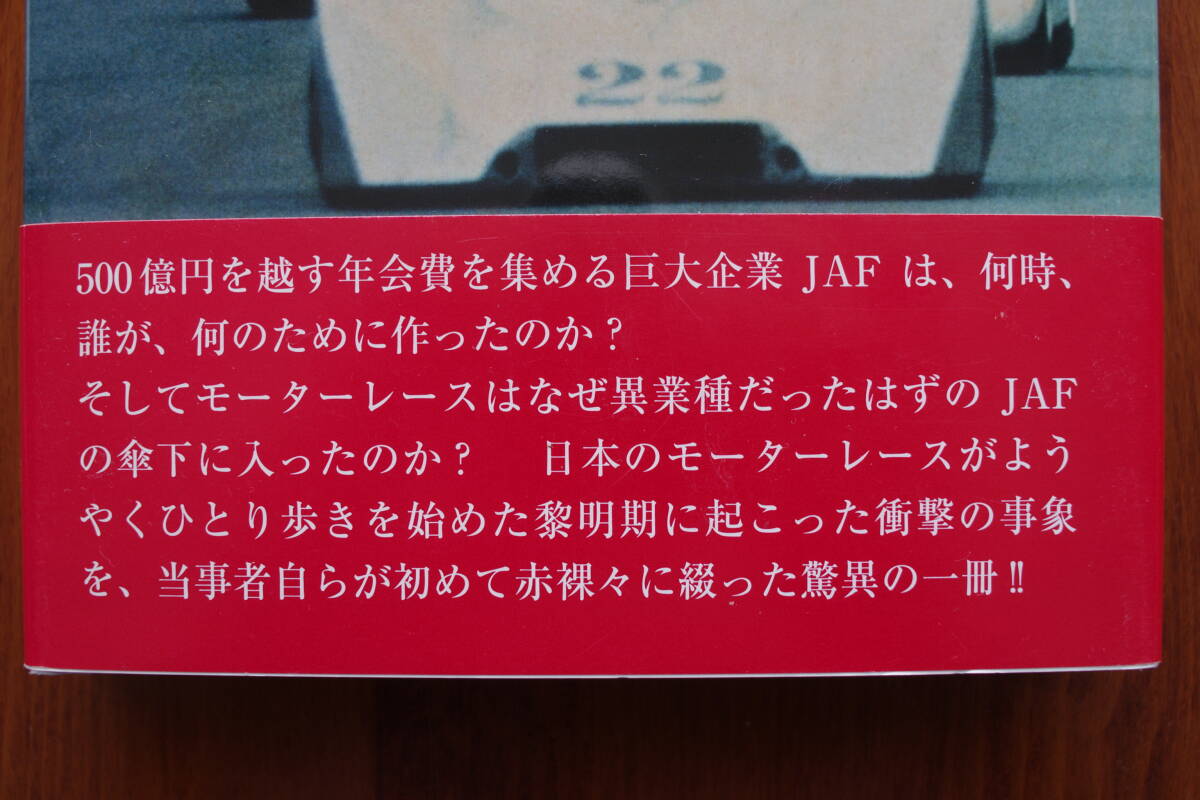 22
500億円を越す年会費を集める巨大企業 JAF は、何時、
誰が、何のために作ったのか?
そしてモーターレースはなぜ異業種だったはずの JAF
の傘下に入ったのか?　日本のモーターレースがよう
やくひとり歩きを始めた黎明期に起こった衝撃の事象
を、当事者自らが初めて赤裸々に綴った驚異の一冊!!